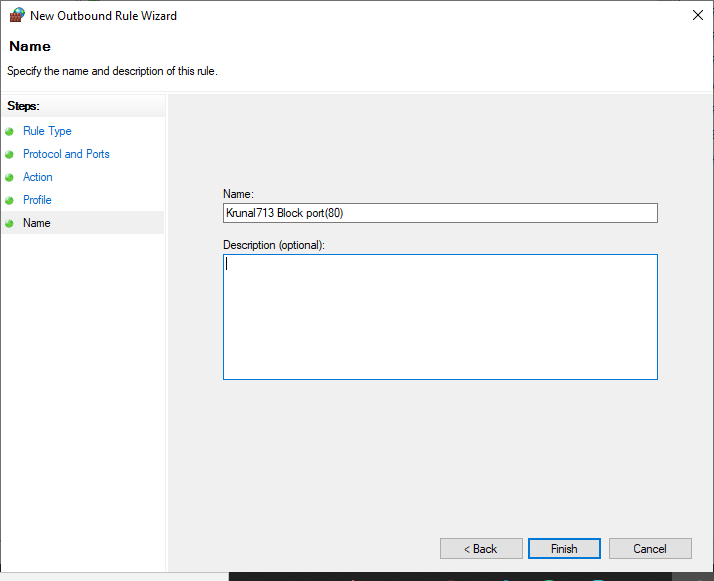 New Outbound Rule Wizard
Name
Specify the name and description of this rule.
Steps:
Rule Type
Protocol and Ports
Action
Profile
Name
Name:
Krunal713 Block port(80)
Description (optional):
< Back
Finish
Cancel